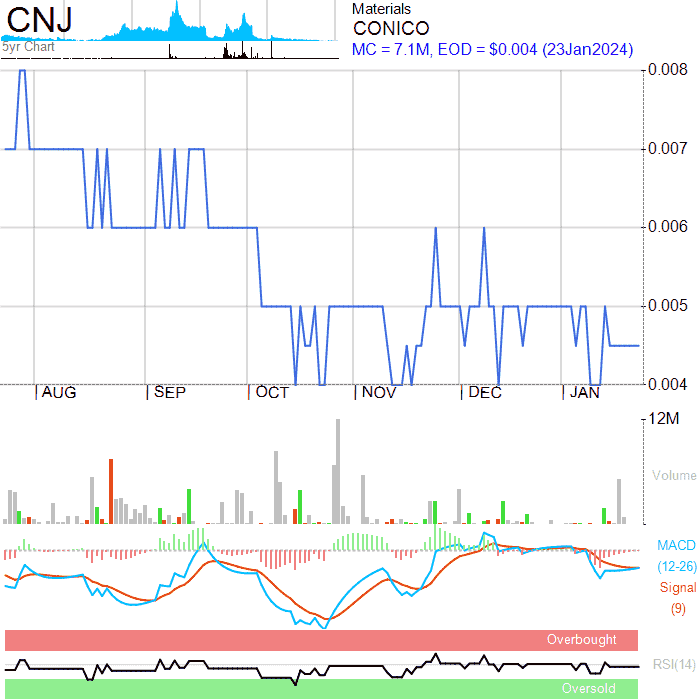 CNJ
5yr Chart
Materials
CONICO
MC = 7.1M, EOD = $0.004 (23Jan2024)
0.008
0.007
0.006
0.005
0.004
AUG SEP OCT NOV DEC JAN
12M
Volume
MACD
(12-26)
Signal
(9)
Overbought
RSI(14)
Oversold